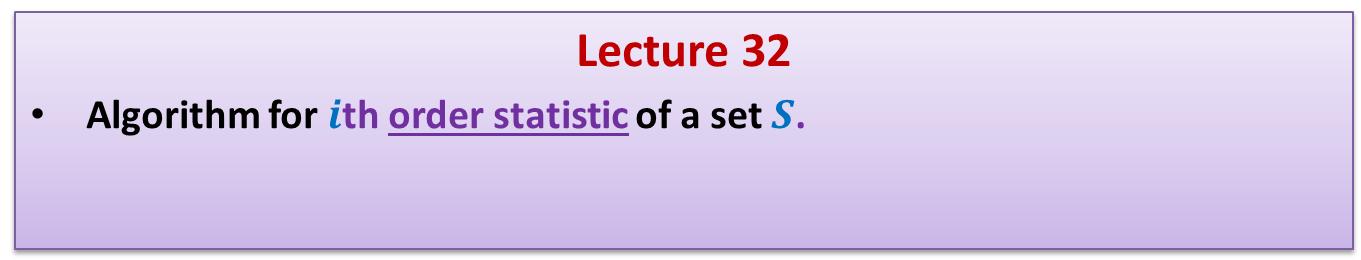 Lecture 32
• Algorithm for ith order statistic of a set S.